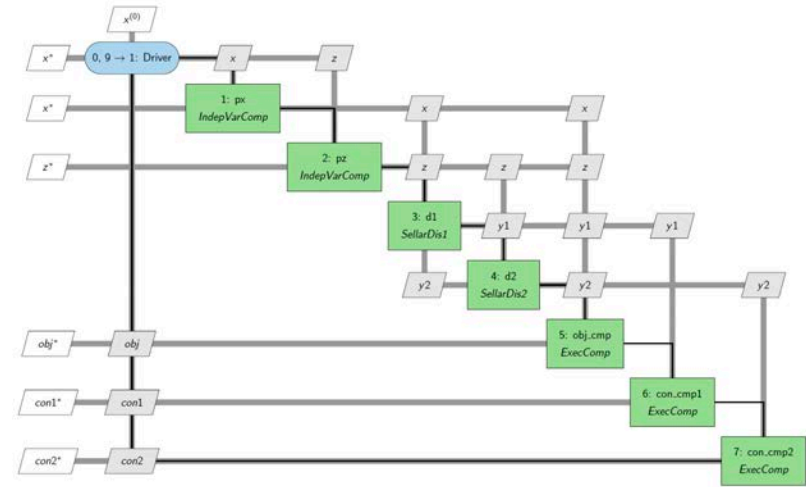 x⁽⁰⁾
x* 0, 9 → 1: Driver x z
x* 1: px x x
IndepVarComp
z* 2: pz z z z
IndepVarComp
3: d1 y1 y1 y1
SellarDis1
y2 4: d2 y2 y2
SellarDis2
obj* obj 5: obj_cmp
ExecComp
con1* con1 6: con_cmp1
ExecComp
con2* con2 7: con_cmp2
ExecComp